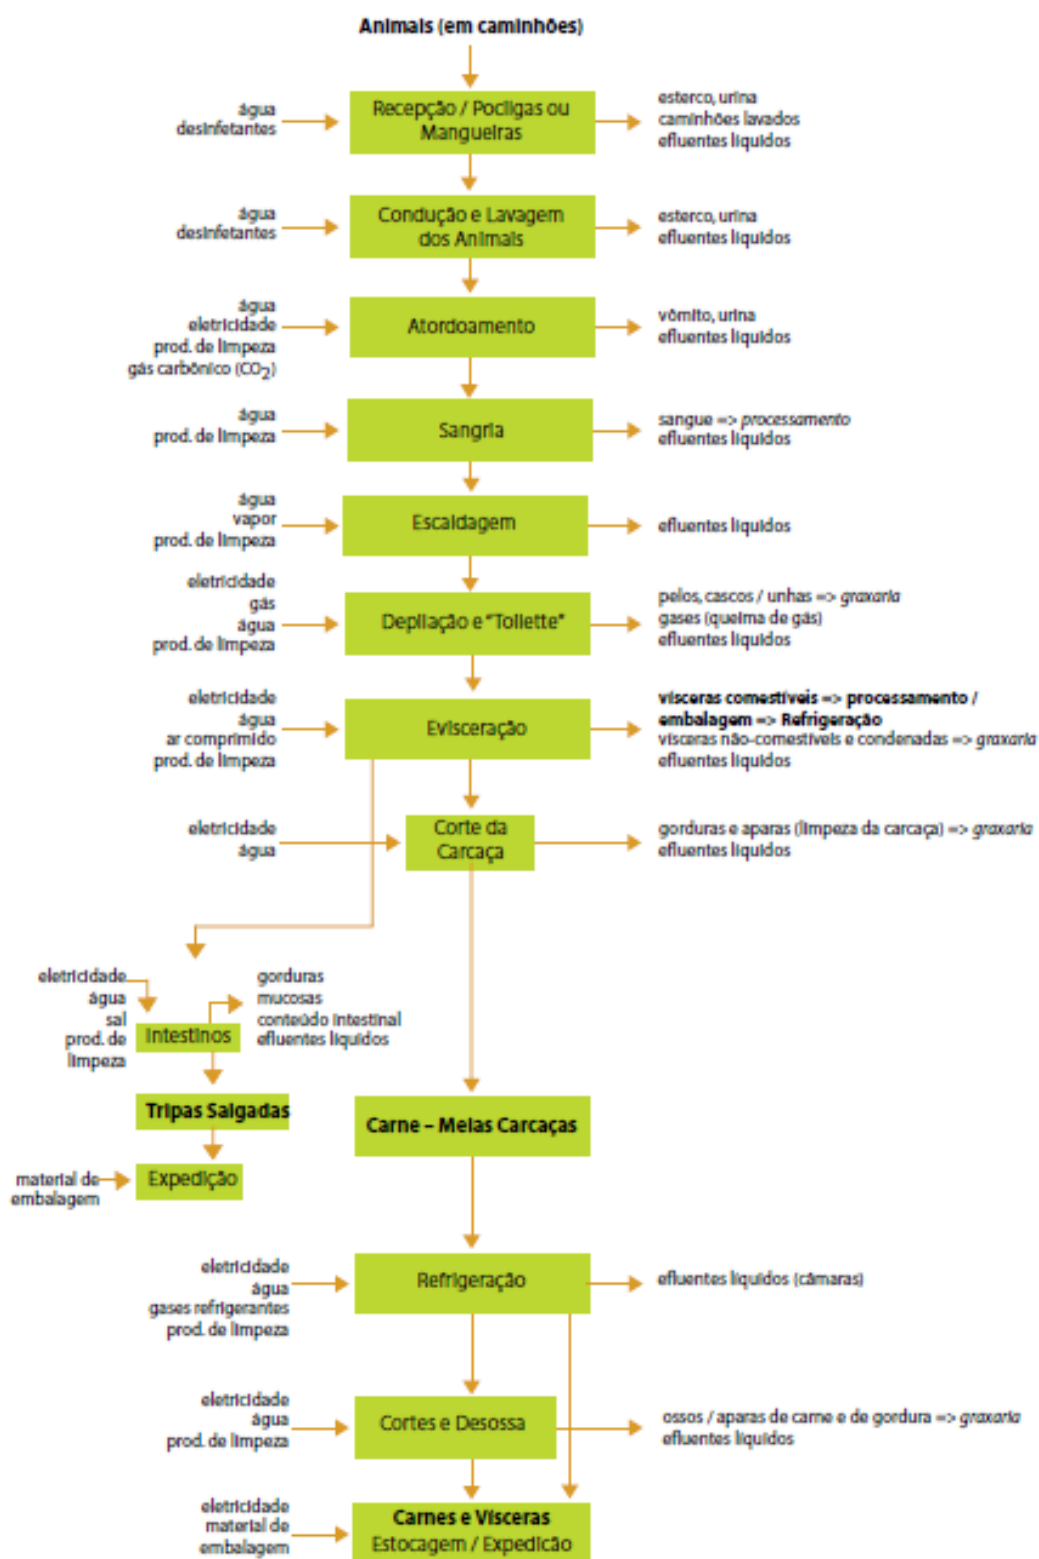 Animais (em caminhões)
água
desinfetantes
Recepção / Pocilgas ou
Mangueiras
esterco, urina
caminhões lavados
efluentes líquidos
água
desinfetantes
Condução e Lavagem
dos Animais
esterco, urina
efluentes líquidos
água
eletricidade
prod. de limpeza
gás carbônico (CO2)
Atordoamento
vômito, urina
efluentes líquidos
água
prod. de limpeza
Sangria
sangue => processamento
efluentes líquidos
água
vapor
prod. de limpeza
Escaldagem
efluentes líquidos
eletricidade
gás
água
prod. de limpeza
Depilação e "Toilette"
pelos, cascos / unhas => graxaria
gases (queima de gás)
efluentes líquidos
eletricidade
água
ar comprimido
prod. de limpeza
Evisceração
vísceras comestíveis => processamento /
embalagem => Refrigeração
vísceras não-comestíveis e condenadas => graxaria
efluentes líquidos
eletricidade
água
Corte da
Carcaça
gorduras e aparas (limpeza da carcaça) => graxaria
efluentes líquidos
eletricidade
água
sal
prod. de
limpeza
Intestinos
gorduras
mucosas
conteúdo intestinal
efluentes líquidos
Tripas Salgadas
material de
embalagem
Expedição
Carne – Meias Carcaças
eletricidade
água
gases refrigerantes
prod. de limpeza
Refrigeração
efluentes líquidos (câmaras)
eletricidade
água
prod. de limpeza
Cortes e Desossa
ossos / aparas de carne e de gordura => graxaria
efluentes líquidos
eletricidade
material de
embalagem
Carnes e Vísceras
Estocagem / Expedição